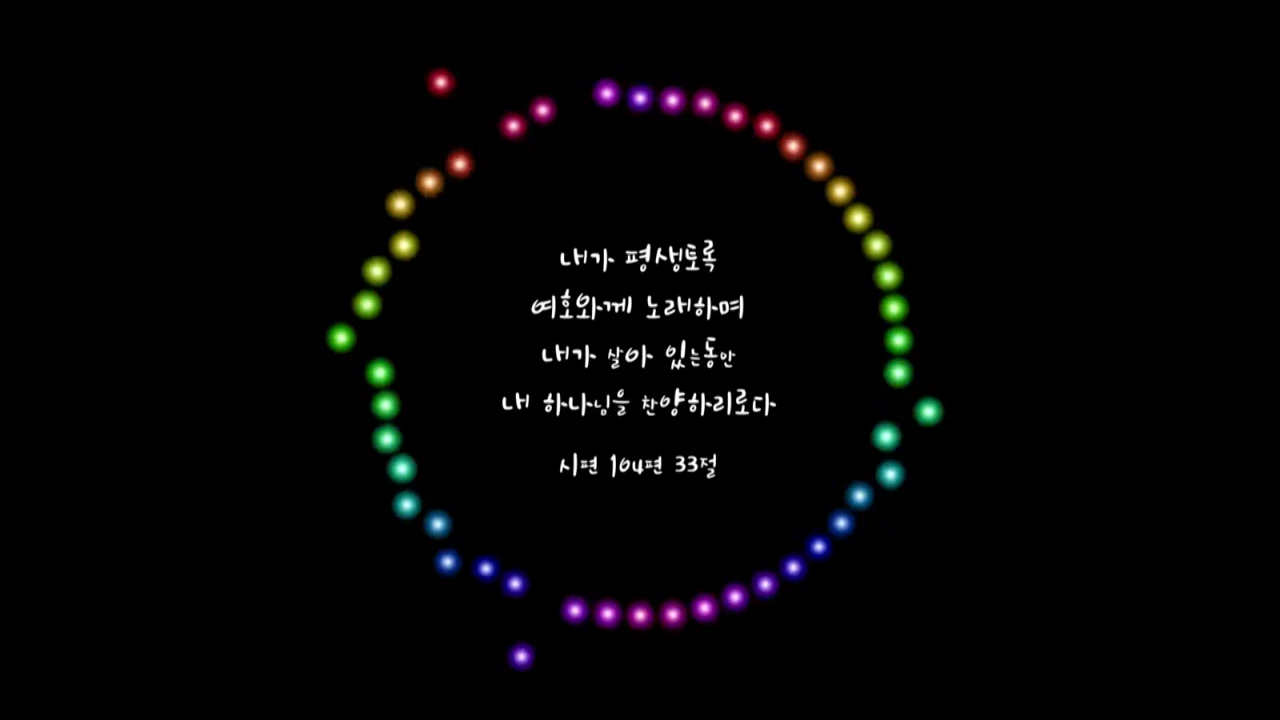 내가 평생토록
여호와께 노래하며
내가 살아 있는동안
내 하나님을 찬양하리로다
시편 104편 33절